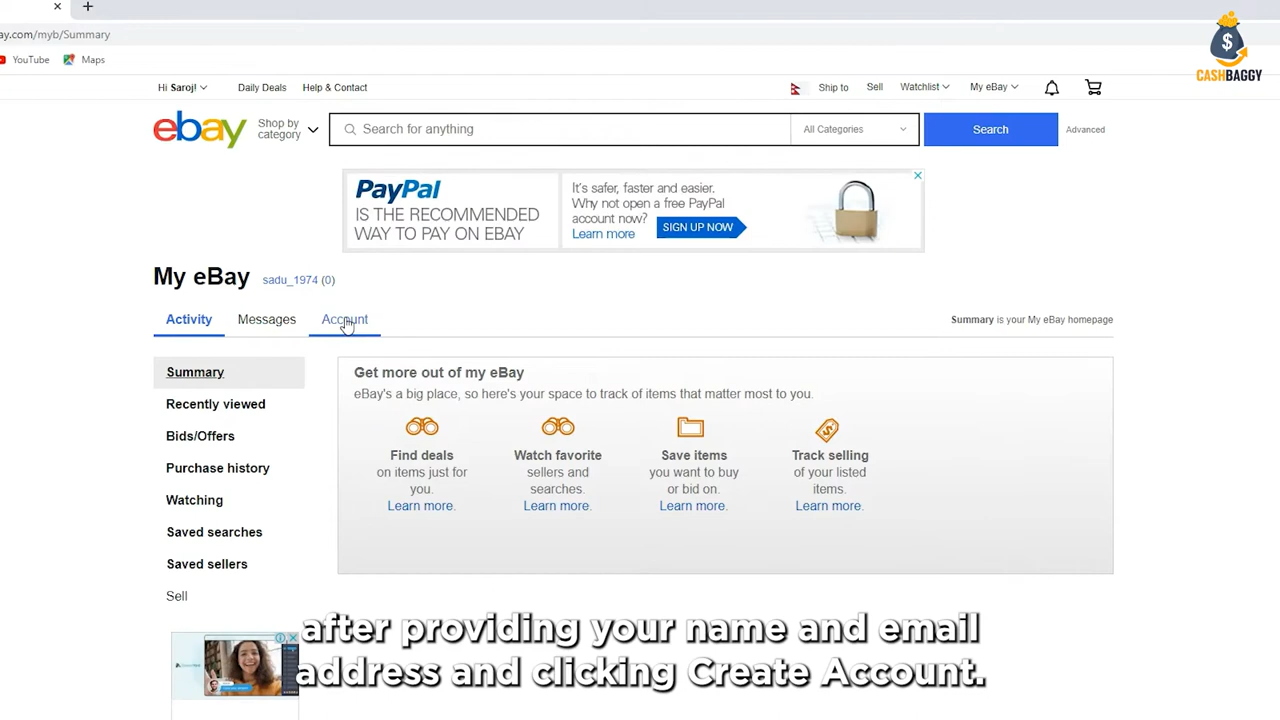 ay.com/myb/Summary
YouTube
Maps
$
CASHBAGGY
Hi Saroj!
Daily Deals
Help & Contact
Ship to
Sell
Watchlist
My eBay
ebay
Shop by
category
Search for anything
All Categories
Search
Advanced
PayPal
IS THE RECOMMENDED
WAY TO PAY ON EBAY
It's safer, faster and easier.
Why not open a free PayPal
account now?
Learn more
SIGN UP NOW
My eBay
sadu_1974 (0)
Activity
Messages
Account
Summary is your My eBay homepage
Summary
Recently viewed
Bids/Offers
Purchase history
Watching
Saved searches
Saved sellers
Sell
Get more out of my eBay
eBay's a big place, so here's your space to track of items that matter most to you.
Find deals
on items just for
you.
Learn more.
Watch favorite
sellers and
searches.
Learn more.
Save items
you want to buy
or bid on.
Learn more.
Track selling
of your listed
items.
Learn more.
after providing your name and email
address and clicking Create Account.